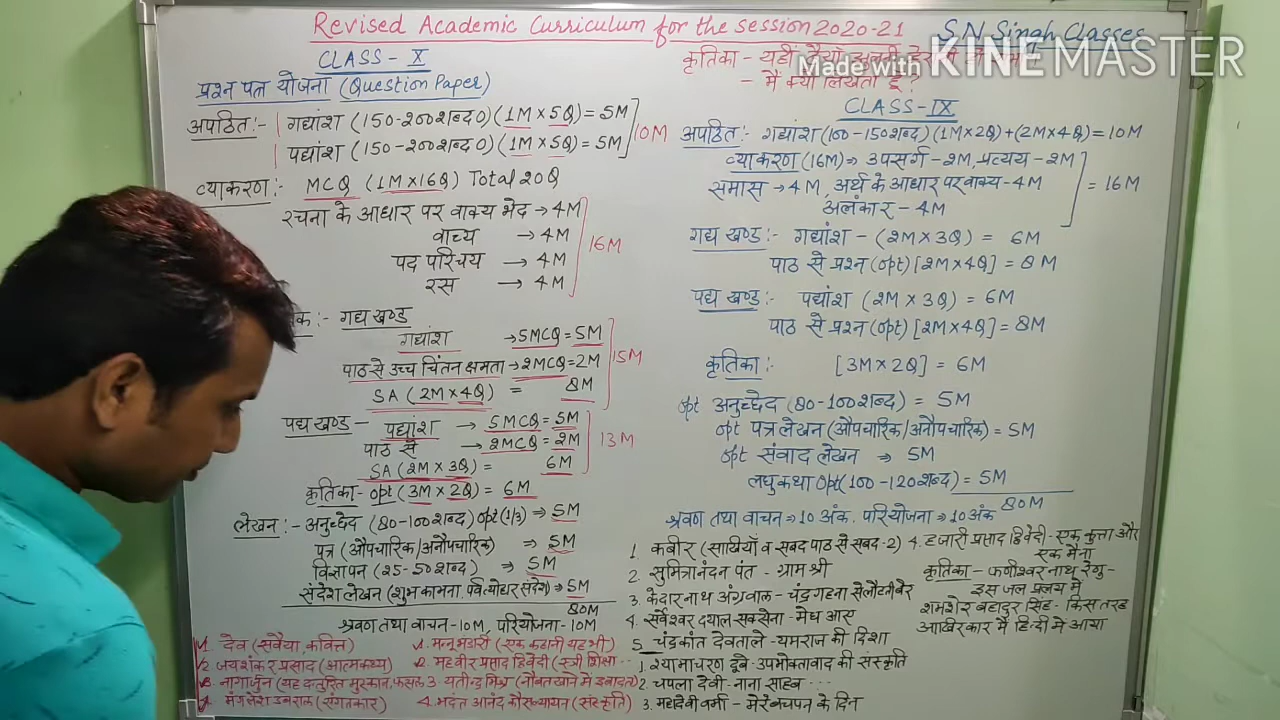 Revised Academic Curriculum for the session 2020-21
S.N Singh Classes
Made with KINEMASTER
CLASS - X
प्रश्न पत्र योजना (Question Paper)
अपठित:- गद्यांश (150-200 शब्द०) (1M × 5Q) = 5M
पद्यांश (150-200 शब्द०) (1M × 5Q) = 5M
10M
व्याकरण:- MCQ (1M×16Q) Total 20Q
रचना के आधार पर वाक्य भेद → 4M
वाच्य → 4M
पद परिचय → 4M
रस → 4M
16M
क:- गद्य खण्ड
गद्यांश → 5MCQ = 5M
पाठ से उच्च चिंतन क्षमता → 2MCQ = 2M
SA (2M×4Q) = 8M
15M
पद्य खण्ड - पद्यांश → 5MCQ = 5M
पाठ से → 2MCQ = 2M
SA (2M×3Q) = 6M
13M
कृतिका - opt (3M×2Q) = 6M
लेखन:- अनुच्छेद (80-100 शब्द) opt (1/3) ⇒ 5M
पत्र (औपचारिक/अनौपचारिक) ⇒ 5M
विज्ञापन (25-50 शब्द) ⇒ 5M
संदेश लेखन (शुभकामना, पर्व त्योहार संदेश) ⇒ 5M
80M
श्रवण तथा वाचन - 10M, परियोजना - 10M
1. देव (सवैया, कवित्त)
2 जयशंकर प्रसाद (आत्मकथ्य)
3. नागार्जुन (यह दन्तुरित मुस्कान, फसल)
मंगलेश डबराल (संगतकार)
1. मन्नू भंडारी (एक कहानी यह भी)
2. महावीर प्रसाद द्विवेदी (स्त्री शिक्षा ...
3. यतीन्द्र मिश्र (नौबतखाने में इबादत)
4. भदंत आनंद कौसल्यायन (संस्कृति)
कृतिका -
- मैं क्यों लिखता हूँ ?
CLASS-IX
अपठित:- गद्यांश (100-150 शब्द) (1M×2Q)+(2M×4Q) = 10M
व्याकरण (16M) ⇒ उपसर्ग - 2M, प्रत्यय - 2M
समास → 4M, अर्थ के आधार पर वाक्य - 4M
अलंकार - 4M
= 16M
गद्य खण्ड:- गद्यांश - (2M×3Q) = 6M
पाठ से प्रश्न (opt) [2M×4Q] = 8M
पद्य खण्ड:- पद्यांश (2M×3Q) = 6M
पाठ से प्रश्न (opt) [2M×4Q] = 8M
कृतिका:- [3M×2Q] = 6M
opt अनुच्छेद (80-100 शब्द) = 5M
opt पत्र लेखन (औपचारिक/अनौपचारिक) = 5M
opt संवाद लेखन ⇒ 5M
लघुकथा opt (100-120 शब्द) = 5M
80M
श्रवण तथा वाचन ⇒ 10 अंक. परियोजना ⇒ 10 अंक
1. कबीर (साखियाँ व सबद पाठ से सबद-2)
2. सुमित्रानंदन पंत - ग्राम श्री
3. केदारनाथ अग्रवाल - चंद्र गहना से लौटती बेर
4. सर्वेश्वर दयाल सक्सेना - मेघ आए
5. चंद्रकांत देवताले - यमराज की दिशा
1. श्यामाचरण दूबे - उपभोक्तावाद की संस्कृति
2. चपला देवी - नाना साहब ...
3. महादेवी वर्मा - मेरे बचपन के दिन
4. हजारी प्रसाद द्विवेदी - एक कुत्ता और
एक मैना
कृतिका - फणीश्वर नाथ रेणु -
इस जल प्रलय में
शमशेर बहादुर सिंह - किस तरह
आखिरकार मैं हिंदी में आया